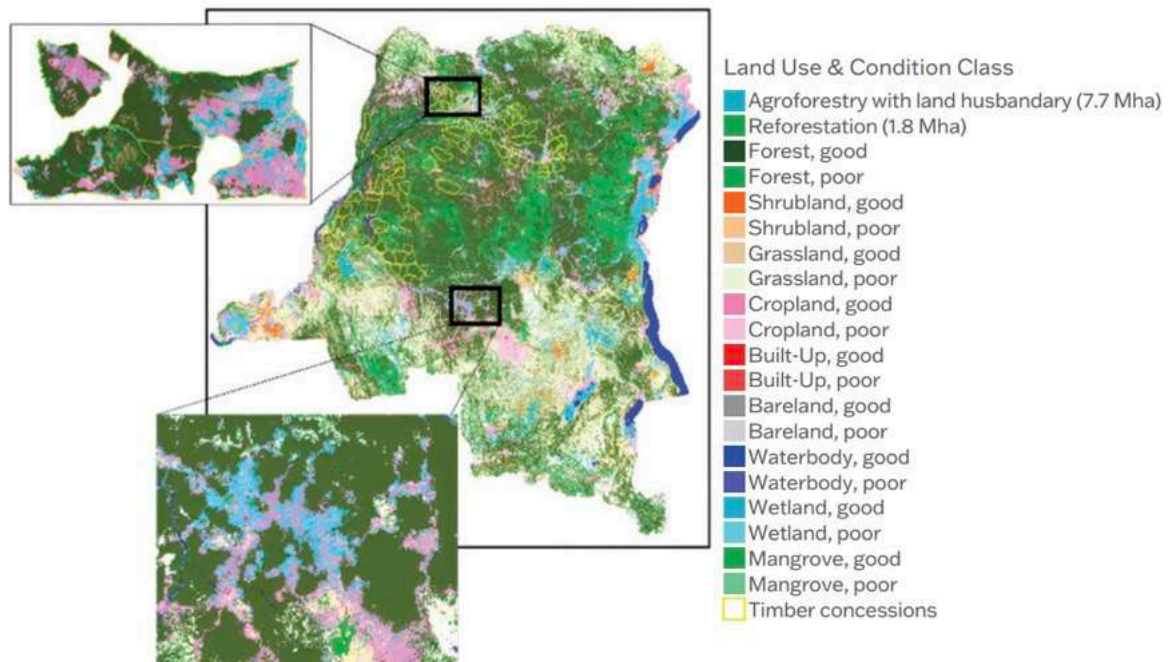 Land Use & Condition Class
Agroforestry with land husbandary (7.7 Mha)
Reforestation (1.8 Mha)
Forest, good
Forest, poor
Shrubland, good
Shrubland, poor
Grassland, good
Grassland, poor
Cropland, good
Cropland, poor
Built-Up, good
Built-Up, poor
Bareland, good
Bareland, poor
Waterbody, good
Waterbody, poor
Wetland, good
Wetland, poor
Mangrove, good
Mangrove, poor
Timber concessions